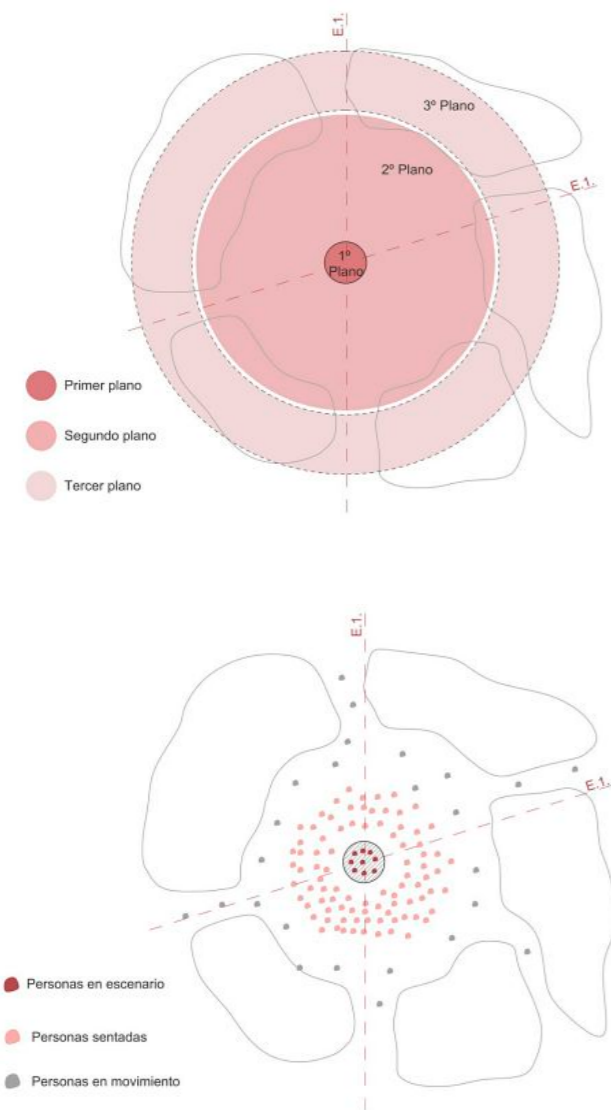 E.1.
3º Plano
2º Plano
E.1.
1º
Plano
Primer plano
Segundo plano
Tercer plano
E.1.
E.1.
Personas en escenario
Personas sentadas
Personas en movimiento